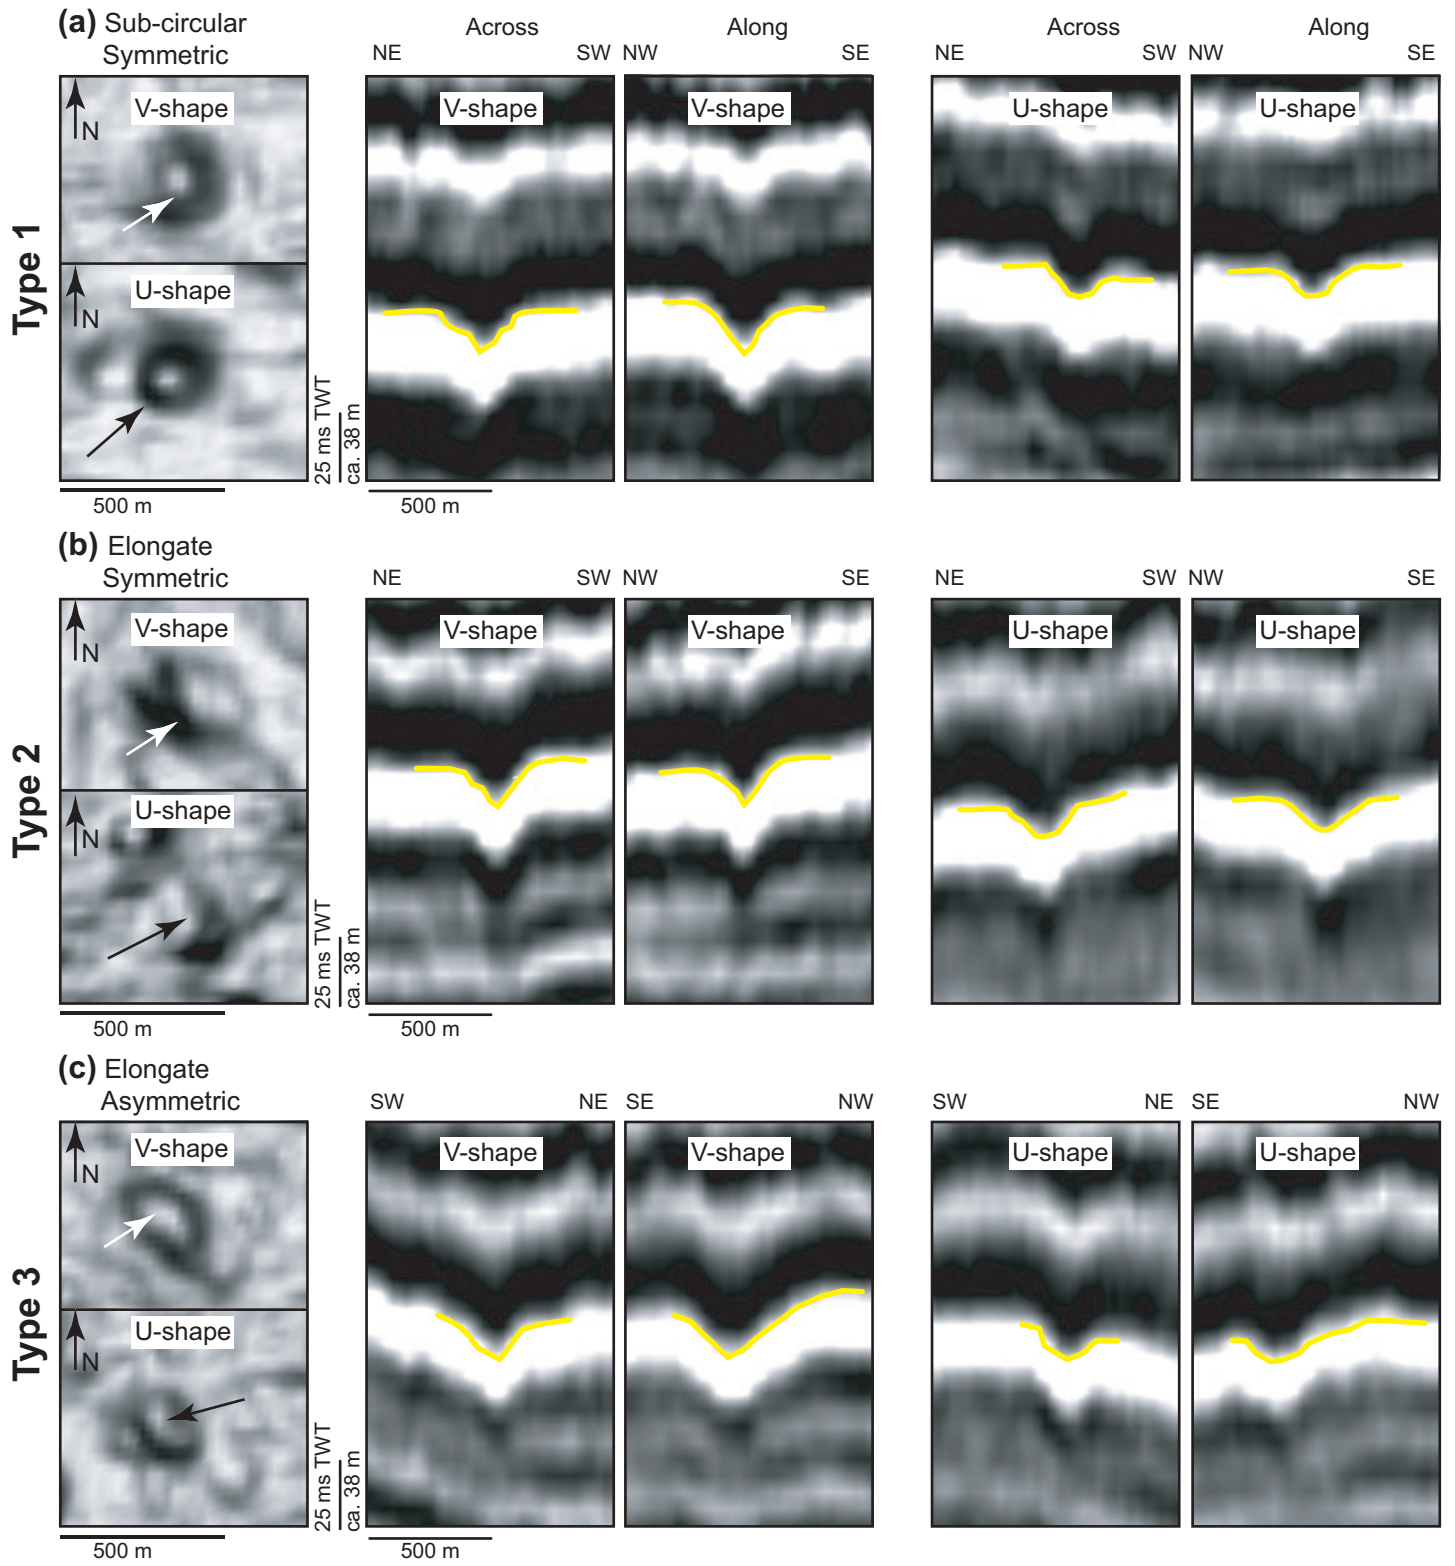 (a) Sub-circular
Symmetric
Across
Along
Across
Along
NE
SW
NW
SE
NE
SW
NW
SE
Type 1
V-shape
N
U-shape
N
V-shape
V-shape
U-shape
U-shape
25 ms TWT
ca. 38 m
500 m
500 m
(b) Elongate
Symmetric
NE
SW
NW
SE
NE
SW
NW
SE
Type 2
V-shape
N
U-shape
N
V-shape
V-shape
U-shape
U-shape
25 ms TWT
ca. 38 m
500 m
500 m
(c) Elongate
Asymmetric
SW
NE
SE
NW
SW
NE
SE
NW
Type 3
V-shape
N
U-shape
N
V-shape
V-shape
U-shape
U-shape
25 ms TWT
ca. 38 m
500 m
500 m